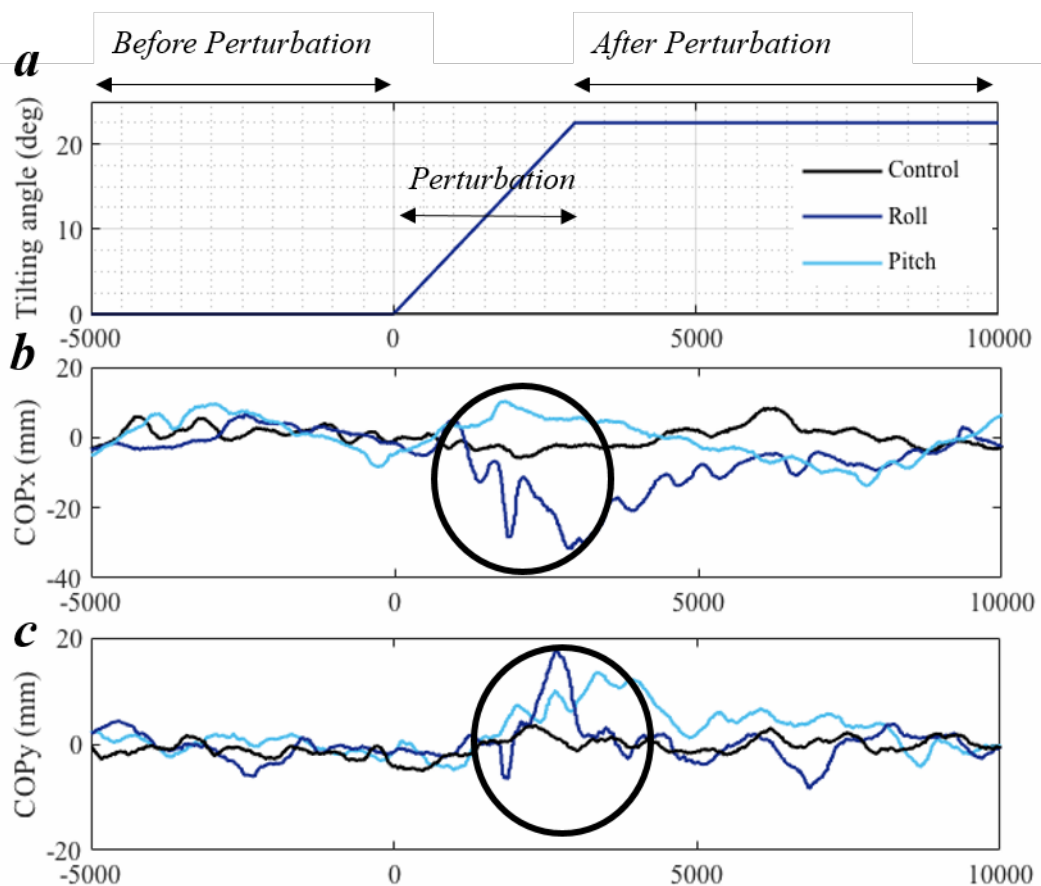 Before Perturbation
After Perturbation
a
Tilting angle (deg)
20
10
0
Perturbation
Control
Roll
Pitch
-5000
0
5000
10000
b
COPx (mm)
20
0
-20
-40
-5000
0
5000
10000
c
COPy (mm)
20
0
-20
-5000
0
5000
10000